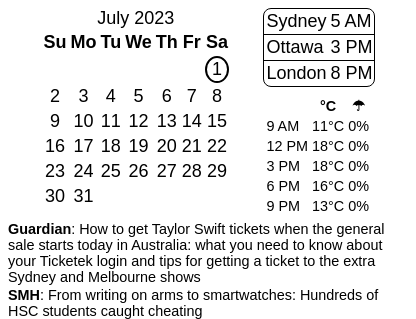 July 2023
Su Mo Tu We Th Fr Sa
1
2 3 4 5 6 7 8
9 10 11 12 13 14 15
16 17 18 19 20 21 22
23 24 25 26 27 28 29
30 31
Sydney 5 AM
Ottawa 3 PM
London 8 PM
°C ☂
9 AM 11°C 0%
12 PM 18°C 0%
3 PM 18°C 0%
6 PM 16°C 0%
9 PM 13°C 0%
Guardian: How to get Taylor Swift tickets when the general
sale starts today in Australia: what you need to know about
your Ticketek login and tips for getting a ticket to the extra
Sydney and Melbourne shows
SMH: From writing on arms to smartwatches: Hundreds of
HSC students caught cheating